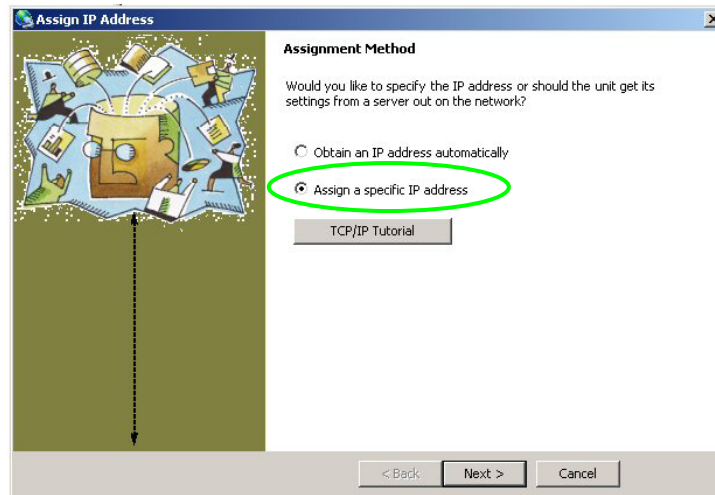 Assign IP Address
Assignment Method
Would you like to specify the IP address or should the unit get its
settings from a server out on the network?
Obtain an IP address automatically
Assign a specific IP address
TCP/IP Tutorial
< Back
Next >
Cancel